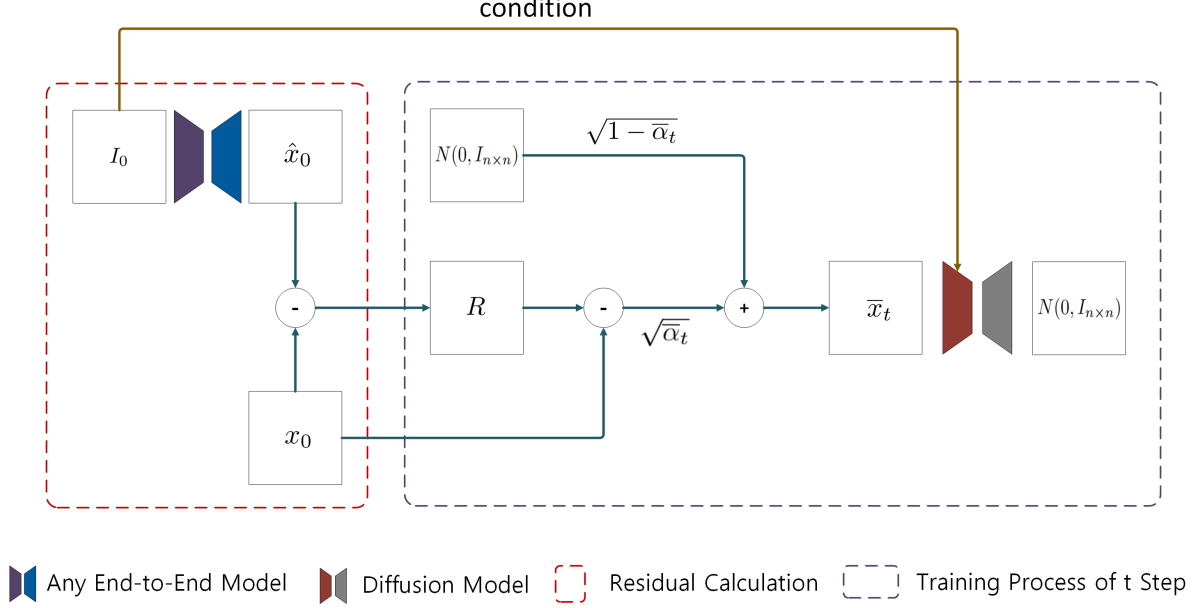 condition
I₀
x̂₀
N(0, Iₙ×ₙ)
√(1 − ᾱₜ)
-
R
-
√ᾱₜ
+
x̅ₜ
N(0, Iₙ×ₙ)
x₀
Any End-to-End Model
Diffusion Model
Residual Calculation
Training Process of t Step